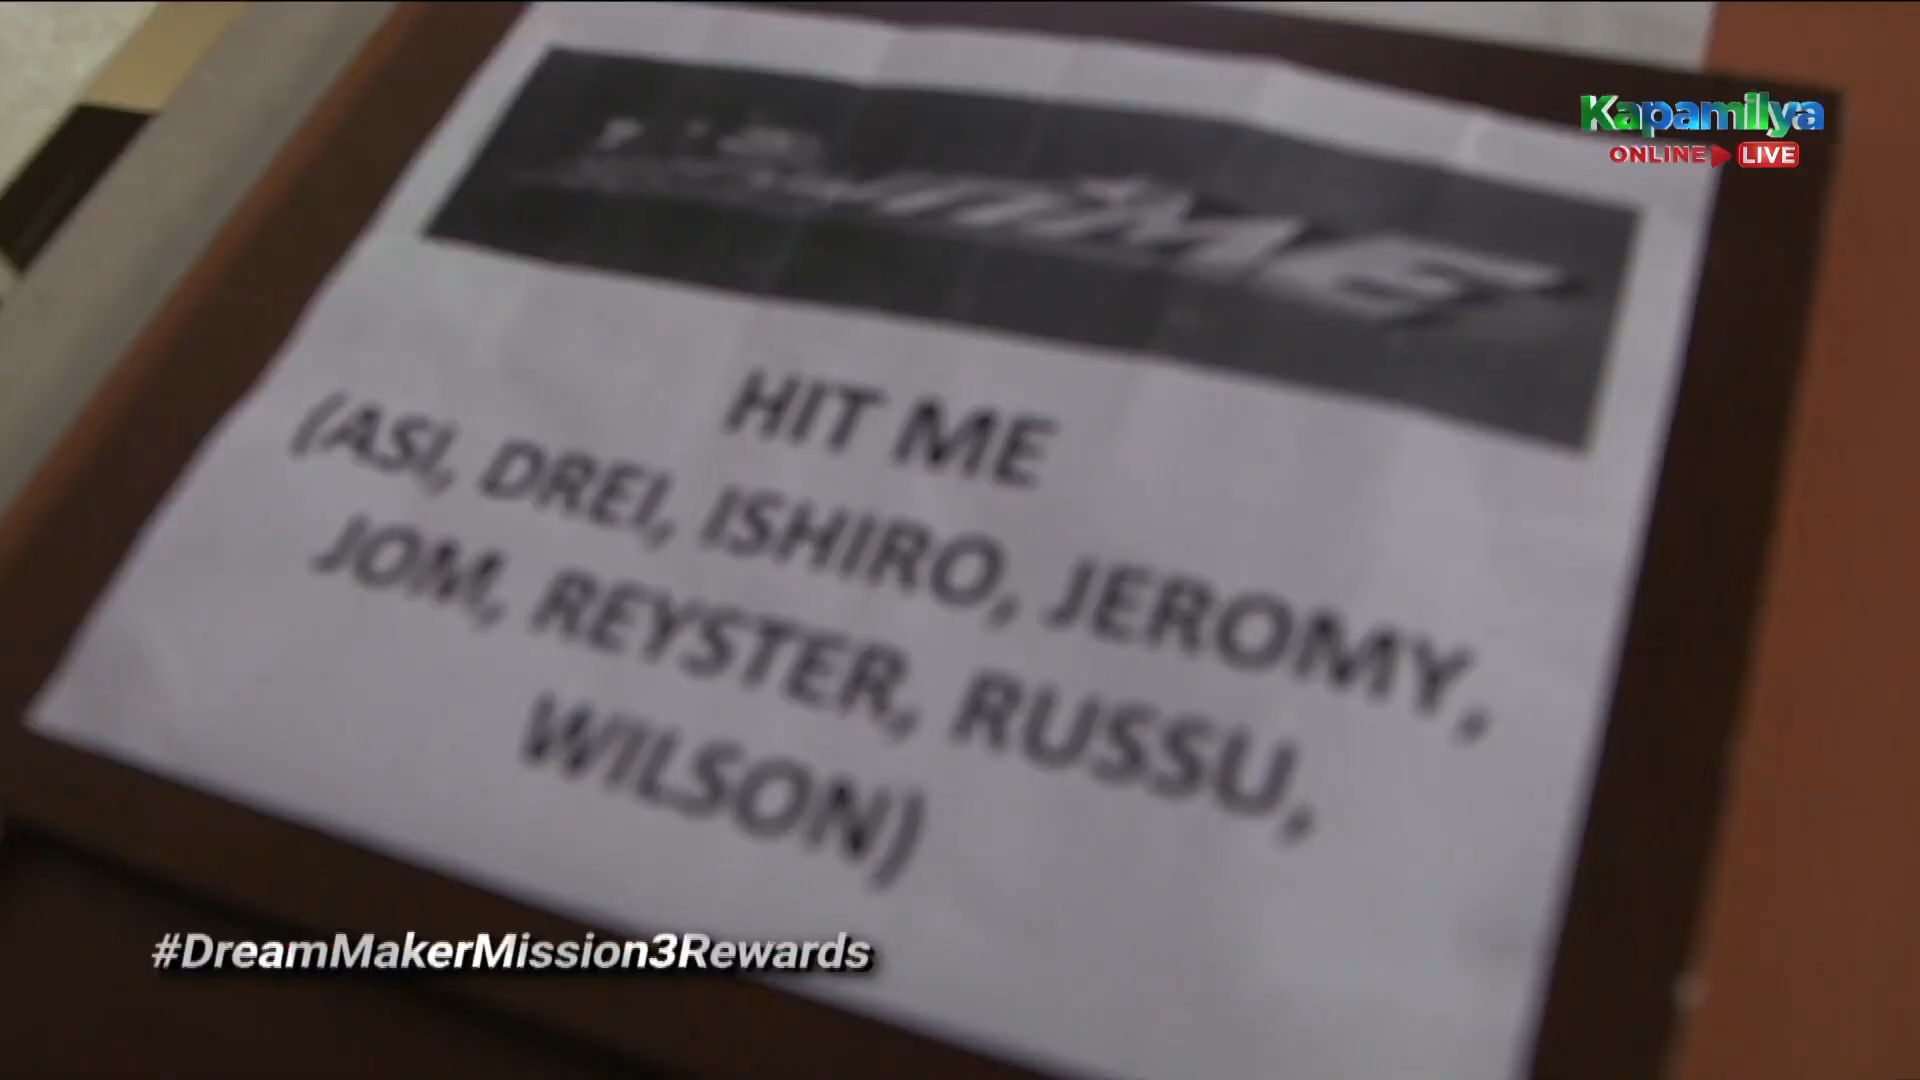 Kapamilya
ONLINE LIVE
HIT ME
(ASI, DREI, ISHIRO, JEROMY,
JOM, REYSTER, RUSSU,
WILSON)
#DreamMakerMission3Rewards